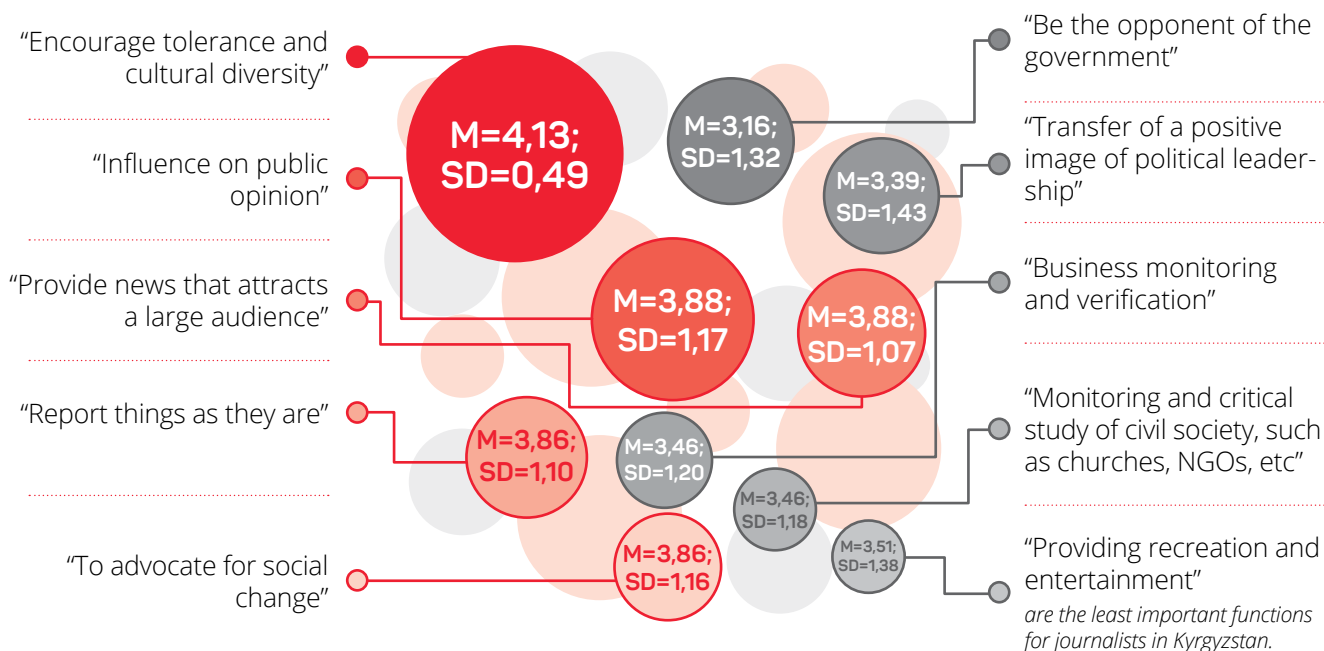 “Encourage tolerance and
cultural diversity”
“Influence on public
opinion”
“Provide news that attracts
a large audience”
“Report things as they are”
“To advocate for social
change”
M=4,13;
SD=0,49
M=3,16;
SD=1,32
M=3,39;
SD=1,43
M=3,88;
SD=1,17
M=3,88;
SD=1,07
M=3,86;
SD=1,10
M=3,46;
SD=1,20
M=3,46;
SD=1,18
M=3,51;
SD=1,38
M=3,86;
SD=1,16
“Be the opponent of the
government”
“Transfer of a positive
image of political leader-
ship”
“Business monitoring
and verification”
“Monitoring and critical
study of civil society, such
as churches, NGOs, etc”
“Providing recreation and
entertainment”
are the least important functions
for journalists in Kyrgyzstan.